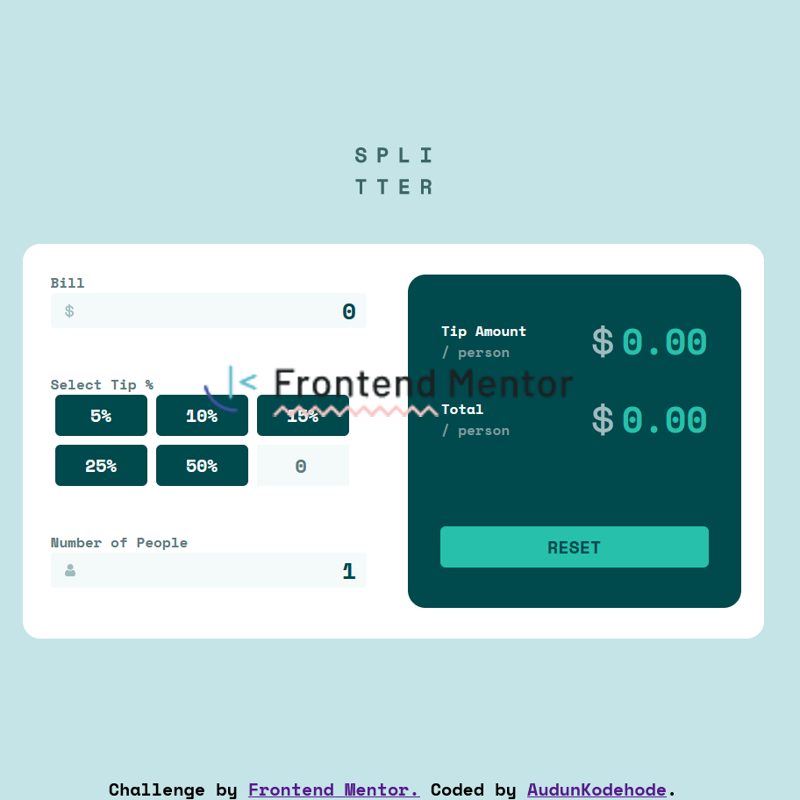 SPLI
TTER
Bill
$ 0
Select Tip %
5% 10% 15%
25% 50% 0
Number of People
1
Tip Amount
/ person
$0.00
Total
/ person
$0.00
RESET
Frontend Mentor
Challenge by Frontend Mentor. Coded by AudunKodehode.